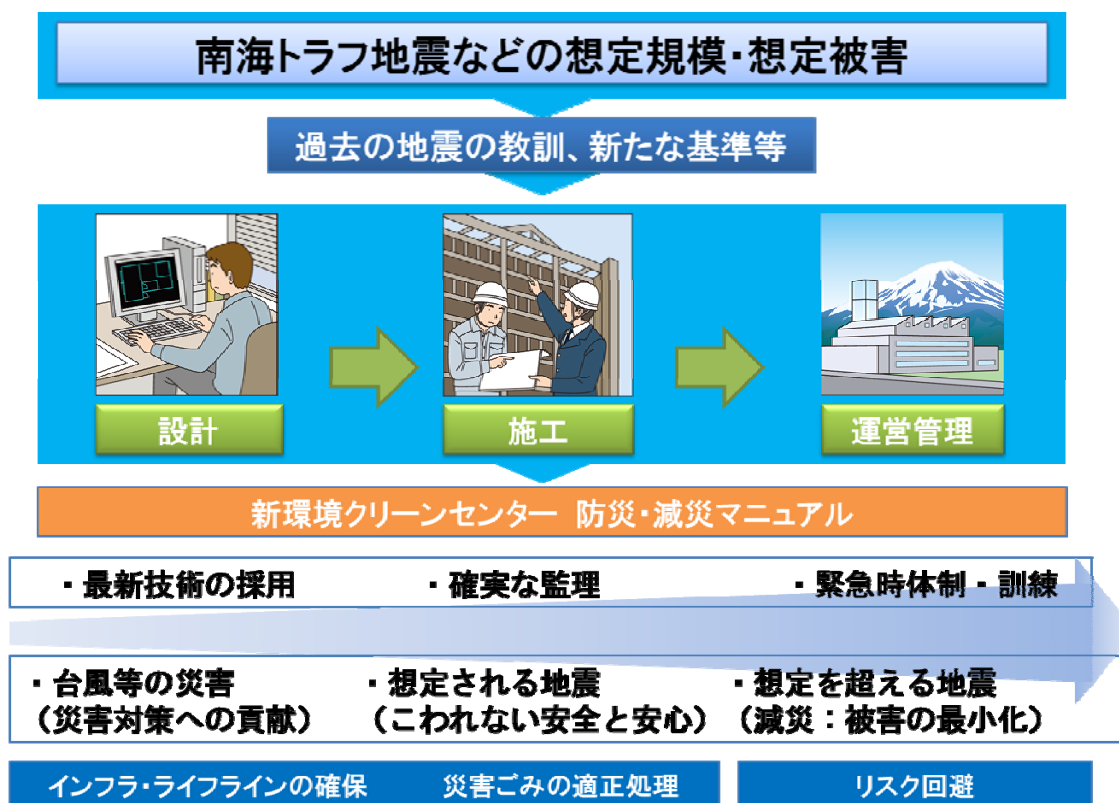 南海トラフ地震などの想定規模・想定被害
過去の地震の教訓、新たな基準等
設計
施工
運営管理
新環境クリーンセンター 防災・減災マニュアル
・最新技術の採用
・確実な監理
・緊急時体制・訓練
・台風等の災害
（災害対策への貢献）
・想定される地震
（こわれない安全と安心）
・想定を超える地震
（減災：被害の最小化）
インフラ・ライフラインの確保
災害ごみの適正処理
リスク回避